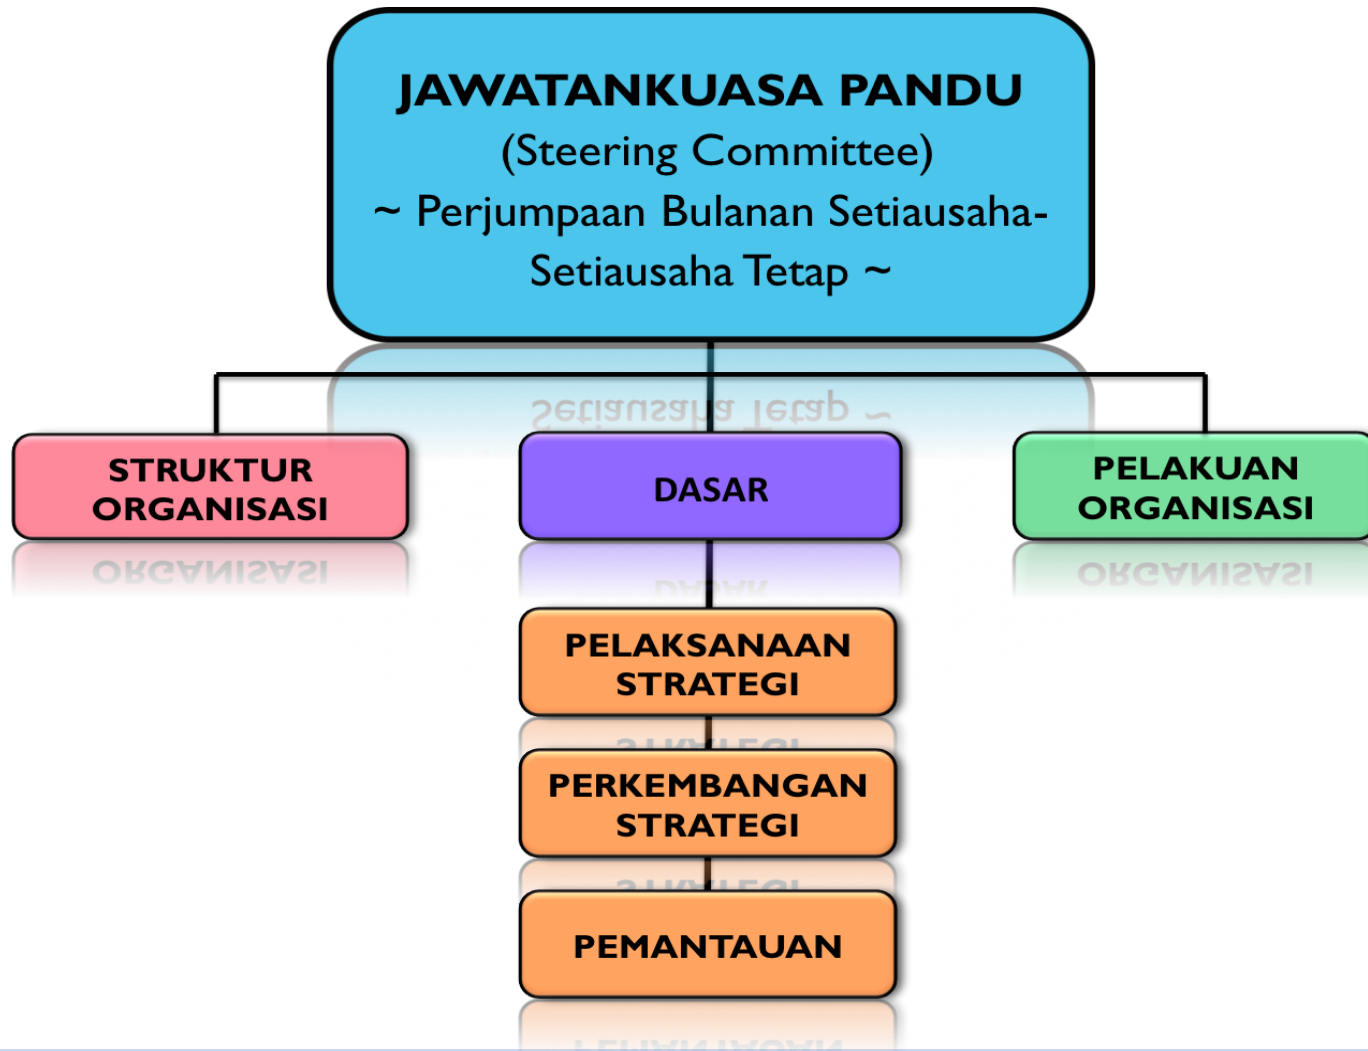 JAWATANKUASA PANDU
(Steering Committee)
~ Perjumpaan Bulanan Setiausaha-
Setiausaha Tetap ~
STRUKTUR
ORGANISASI
DASAR
PELAKUAN
ORGANISASI
PELAKSANAAN
STRATEGI
PERKEMBANGAN
STRATEGI
PEMANTAUAN